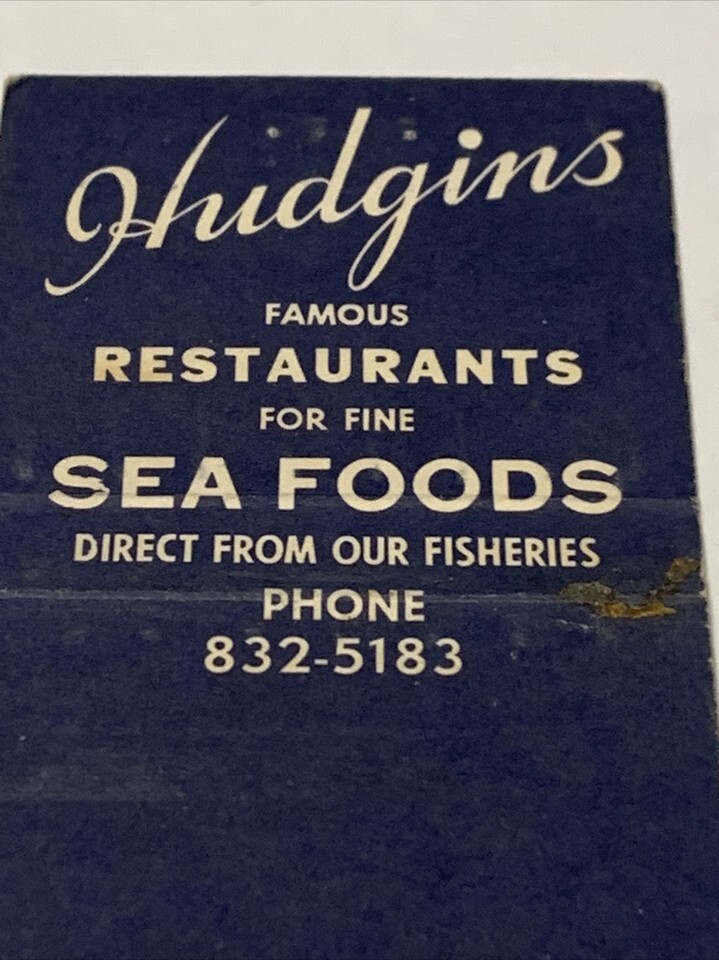 Hudgins
FAMOUS
RESTAURANTS
FOR FINE
SEA FOODS
DIRECT FROM OUR FISHERIES
PHONE
832-5183